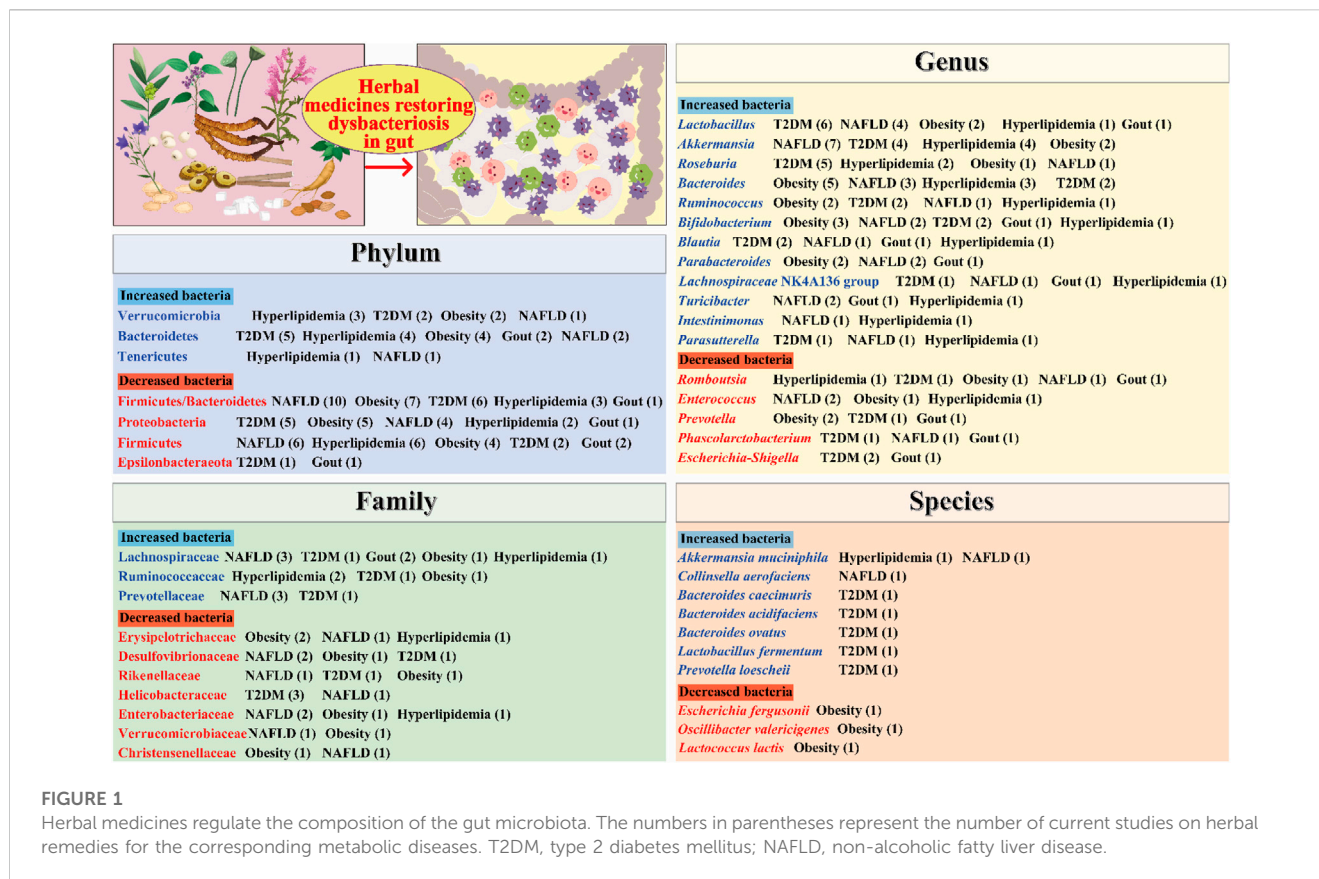 Herbal
medicines restoring
dysbacteriosis
in gut
Phylum
Increased bacteria
Verrucomicrobia Hyperlipidemia (3) T2DM (2) Obesity (2) NAFLD (1)
Bacteroidetes T2DM (5) Hyperlipidemia (4) Obesity (4) Gout (2) NAFLD (2)
Tenericutes Hyperlipidemia (1) NAFLD (1)
Decreased bacteria
Firmicutes/Bacteroidetes NAFLD (10) Obesity (7) T2DM (6) Hyperlipidemia (3) Gout (1)
Proteobacteria T2DM (5) Obesity (5) NAFLD (4) Hyperlipidemia (2) Gout (1)
Firmicutes NAFLD (6) Hyperlipidemia (6) Obesity (4) T2DM (2) Gout (2)
Epsilonbacteraeota T2DM (1) Gout (1)
Family
Increased bacteria
Lachnospiraceae NAFLD (3) T2DM (1) Gout (2) Obesity (1) Hyperlipidemia (1)
Ruminococcaceae Hyperlipidemia (2) T2DM (1) Obesity (1)
Prevotellaceae NAFLD (3) T2DM (1)
Decreased bacteria
Erysipelotrichaceae Obesity (2) NAFLD (1) Hyperlipidemia (1)
Desulfovibrionaceae NAFLD (2) Obesity (1) T2DM (1)
Rikenellaceae NAFLD (1) T2DM (1) Obesity (1)
Helicobacteraceae T2DM (3) NAFLD (1)
Enterobacteriaceae NAFLD (2) Obesity (1) Hyperlipidemia (1)
Verrucomicrobiaceae NAFLD (1) Obesity (1)
Christensenellaceae Obesity (1) NAFLD (1)
Genus
Increased bacteria
Lactobacillus T2DM (6) NAFLD (4) Obesity (2) Hyperlipidemia (1) Gout (1)
Akkermansia NAFLD (7) T2DM (4) Hyperlipidemia (4) Obesity (2)
Roseburia T2DM (5) Hyperlipidemia (2) Obesity (1) NAFLD (1)
Bacteroides Obesity (5) NAFLD (3) Hyperlipidemia (3) T2DM (2)
Ruminococcus Obesity (2) T2DM (2) NAFLD (1) Hyperlipidemia (1)
Bifidobacterium Obesity (3) NAFLD (2) T2DM (2) Gout (1) Hyperlipidemia (1)
Blautia T2DM (2) NAFLD (1) Gout (1) Hyperlipidemia (1)
Parabacteroides Obesity (2) NAFLD (2) Gout (1)
Lachnospiraceae NK4A136 group T2DM (1) NAFLD (1) Gout (1) Hyperlipidemia (1)
Turicibacter NAFLD (2) Gout (1) Hyperlipidemia (1)
Intestinimonas NAFLD (1) Hyperlipidemia (1)
Parasutterella T2DM (1) NAFLD (1) Hyperlipidemia (1)
Decreased bacteria
Romboutsia Hyperlipidemia (1) T2DM (1) Obesity (1) NAFLD (1) Gout (1)
Enterococcus NAFLD (2) Obesity (1) Hyperlipidemia (1)
Prevotella Obesity (2) T2DM (1) Gout (1)
Phascolarctobacterium T2DM (1) NAFLD (1) Gout (1)
Escherichia-Shigella T2DM (2) Gout (1)
Species
Increased bacteria
Akkermansia muciniphila Hyperlipidemia (1) NAFLD (1)
Collinsella aerofaciens NAFLD (1)
Bacteroides caecimuris T2DM (1)
Bacteroides acidifaciens T2DM (1)
Bacteroides ovatus T2DM (1)
Lactobacillus fermentum T2DM (1)
Prevotella loescheii T2DM (1)
Decreased bacteria
Escherichia fergusonii Obesity (1)
Oscillibacter valericigenes Obesity (1)
Lactococcus lactis Obesity (1)
FIGURE 1
Herbal medicines regulate the composition of the gut microbiota. The numbers in parentheses represent the number of current studies on herbal
remedies for the corresponding metabolic diseases. T2DM, type 2 diabetes mellitus; NAFLD, non-alcoholic fatty liver disease.